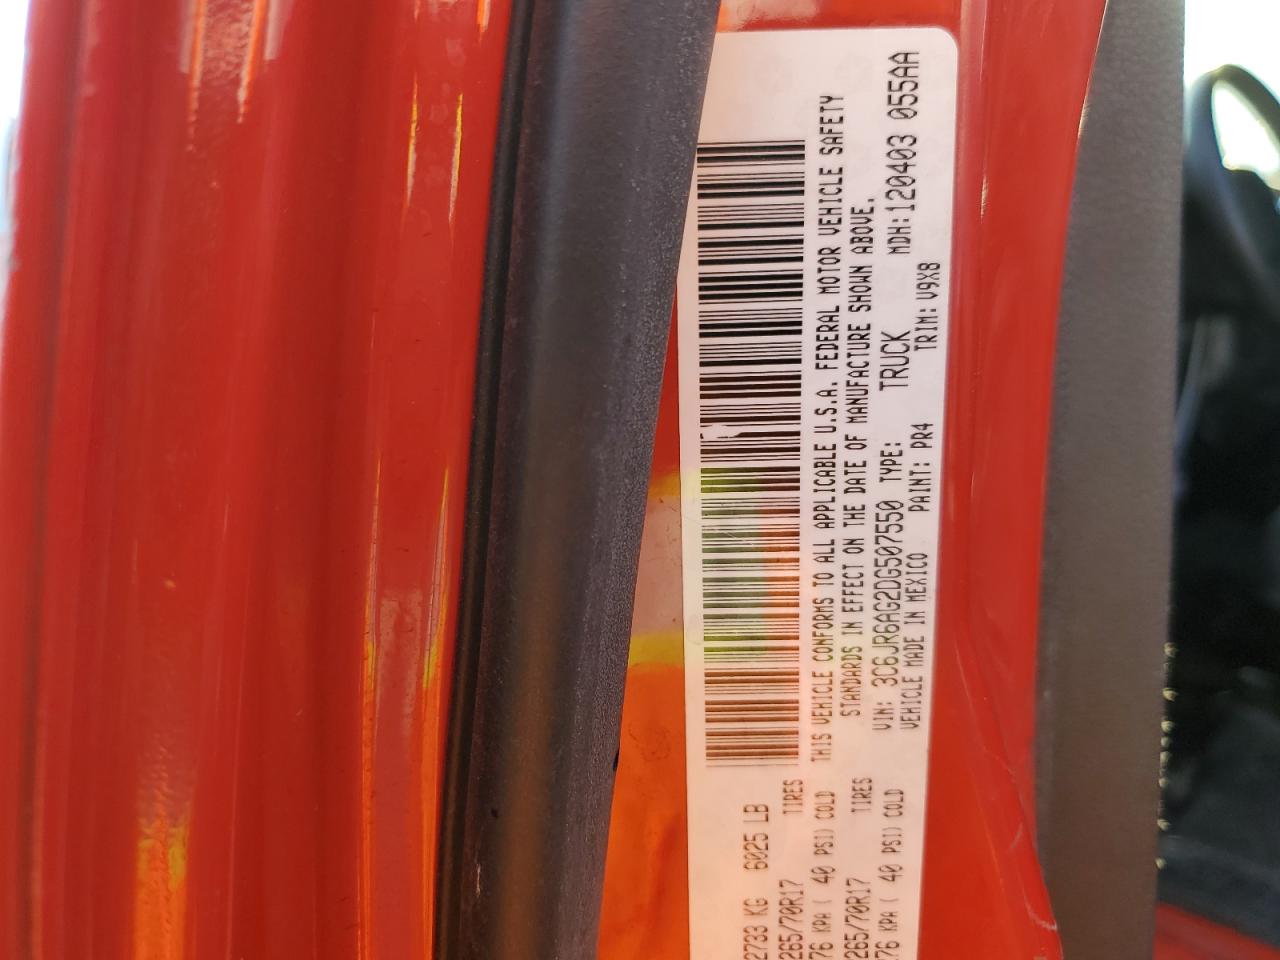 2733 KG 6025 LB
265/70R17 TIRES
76 KPA ( 40 PSI) COLD
265/70R17 TIRES
76 KPA ( 40 PSI) COLD
THIS VEHICLE CONFORMS TO ALL APPLICABLE U.S.A. FEDERAL MOTOR VEHICLE SAFETY
STANDARDS IN EFFECT ON THE DATE OF MANUFACTURE SHOWN ABOVE.
VIN: 3C6JR6AG2DG507550 TYPE: TRUCK MDH: 120403 055AA
VEHICLE MADE IN MEXICO PAINT: PR4 TRIM: V9X8